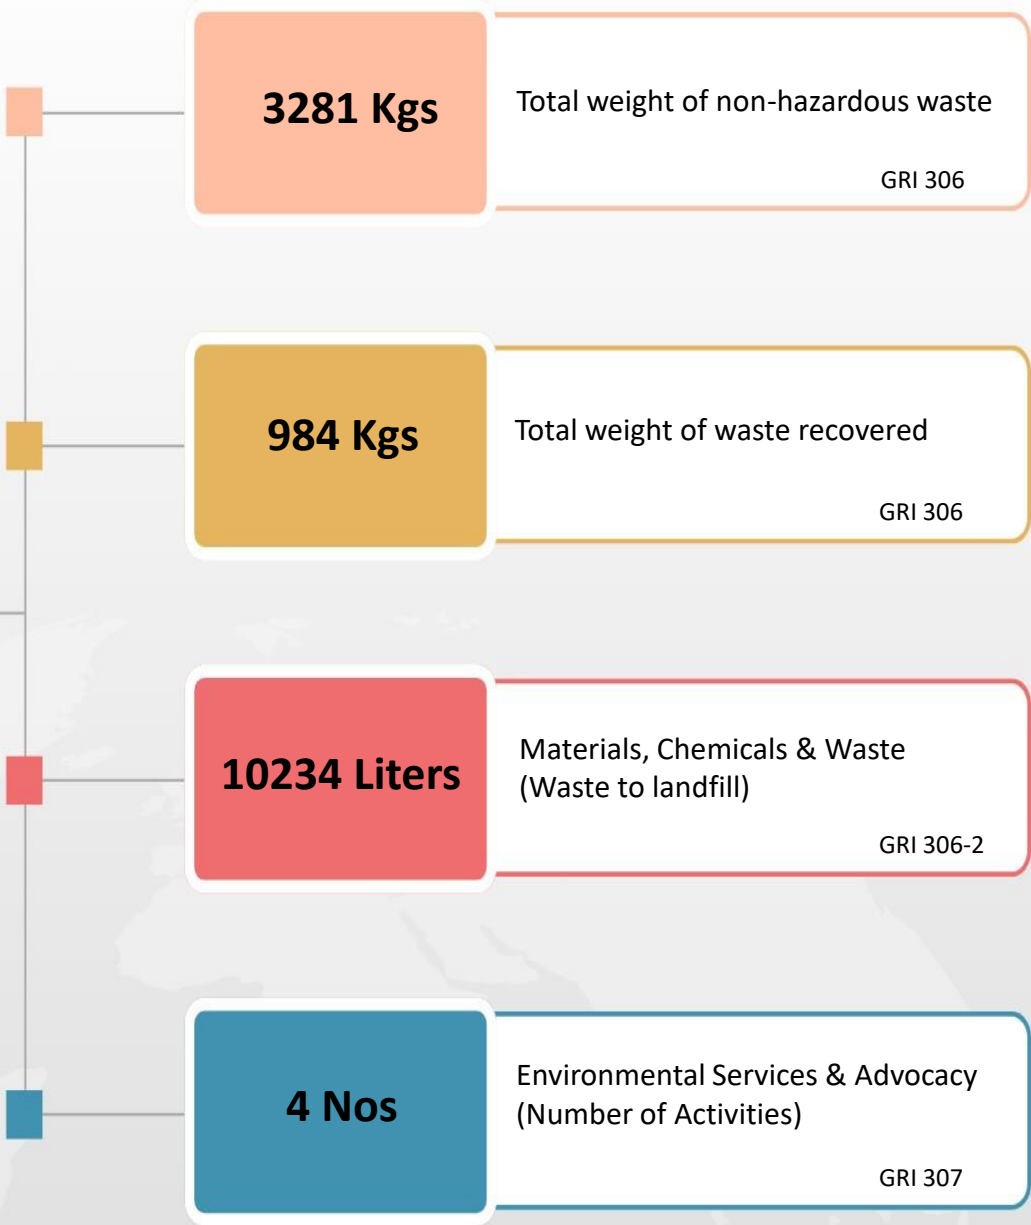 3281 Kgs
Total weight of non-hazardous waste
GRI 306
984 Kgs
Total weight of waste recovered
GRI 306
10234 Liters
Materials, Chemicals & Waste
(Waste to landfill)
GRI 306-2
4 Nos
Environmental Services & Advocacy
(Number of Activities)
GRI 307